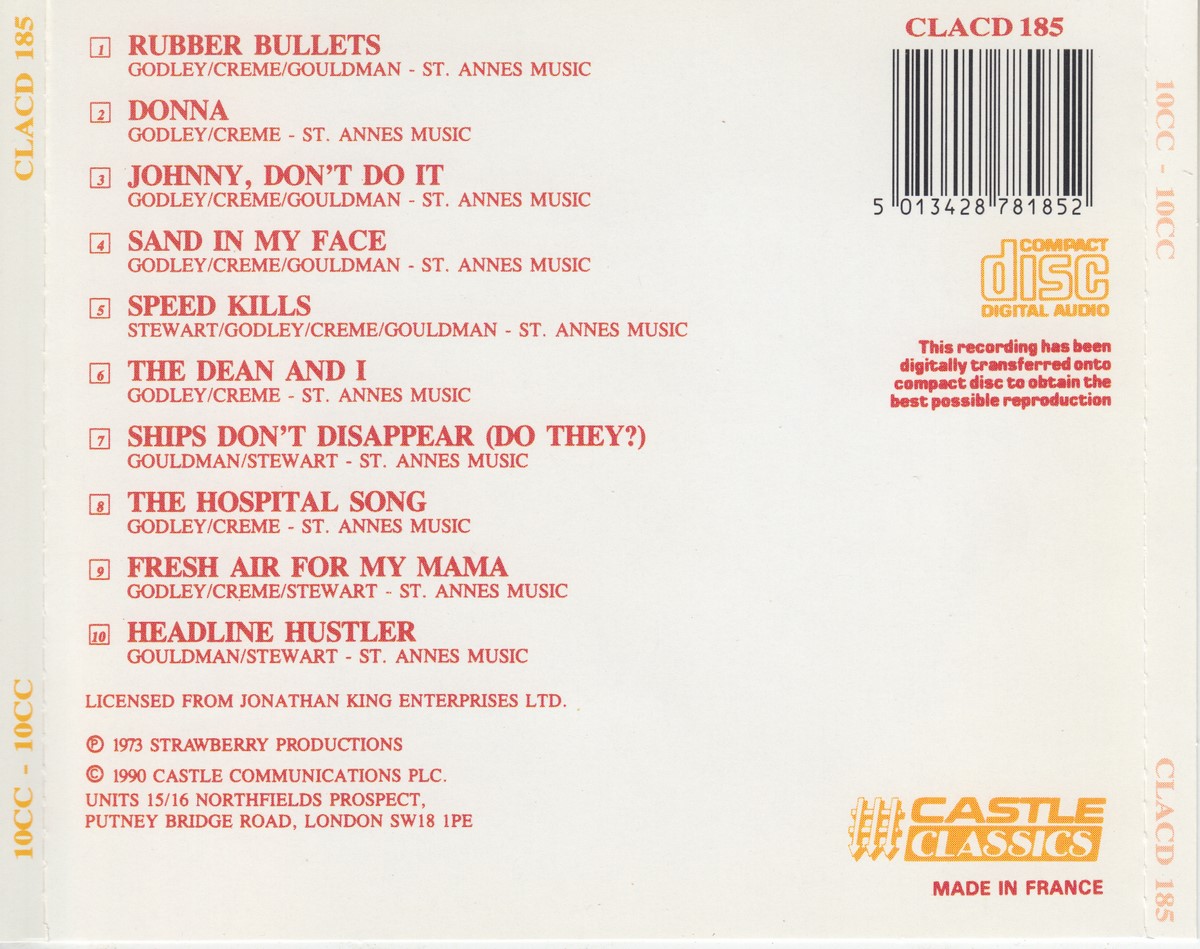 CLACD 185
10CC - 10CC
1 RUBBER BULLETS
GODLEY/CREME/GOULDMAN - ST. ANNES MUSIC
2 DONNA
GODLEY/CREME - ST. ANNES MUSIC
3 JOHNNY, DON'T DO IT
GODLEY/CREME/GOULDMAN - ST. ANNES MUSIC
4 SAND IN MY FACE
GODLEY/CREME/GOULDMAN - ST. ANNES MUSIC
5 SPEED KILLS
STEWART/GODLEY/CREME/GOULDMAN - ST. ANNES MUSIC
6 THE DEAN AND I
GODLEY/CREME - ST. ANNES MUSIC
7 SHIPS DON'T DISAPPEAR (DO THEY?)
GOULDMAN/STEWART - ST. ANNES MUSIC
8 THE HOSPITAL SONG
GODLEY/CREME - ST. ANNES MUSIC
9 FRESH AIR FOR MY MAMA
GODLEY/CREME/STEWART - ST. ANNES MUSIC
10 HEADLINE HUSTLER
GOULDMAN/STEWART - ST. ANNES MUSIC
LICENSED FROM JONATHAN KING ENTERPRISES LTD.
℗ 1973 STRAWBERRY PRODUCTIONS
© 1990 CASTLE COMMUNICATIONS PLC.
UNITS 15/16 NORTHFIELDS PROSPECT,
PUTNEY BRIDGE ROAD, LONDON SW18 1PE
CLACD 185
5 013428 781852
COMPACT
disc
DIGITAL AUDIO
This recording has been
digitally transferred onto
compact disc to obtain the
best possible reproduction
CASTLE
CLASSICS
MADE IN FRANCE
10CC - 10CC
CLACD 185